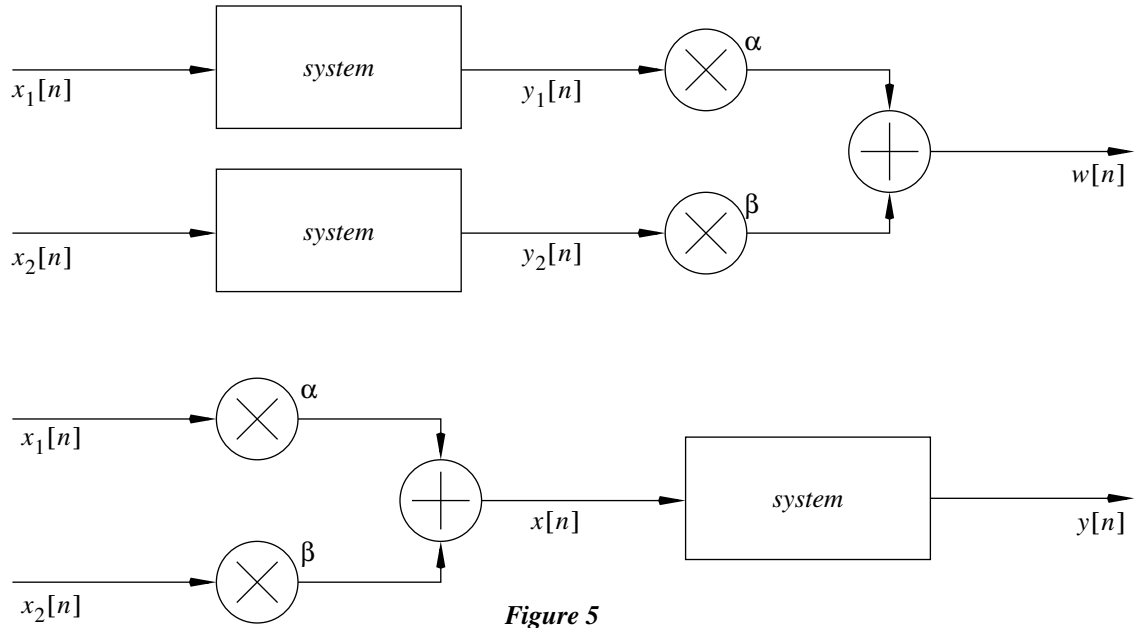 α
system
x₁[n]
y₁[n]
w[n]
β
system
x₂[n]
y₂[n]
α
x₁[n]
system
x[n]
y[n]
β
x₂[n]
Figure 5